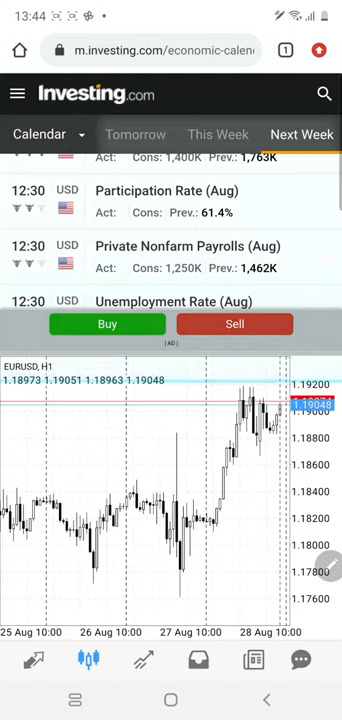 13:44
m.investing.com/economic-calen
1
Investing.com
Calendar Tomorrow This Week Next Week
Act: Cons: 1,400K Prev.: 1,763K
12:30 USD Participation Rate (Aug)
Act: Cons: Prev.: 61.4%
12:30 USD Private Nonfarm Payrolls (Aug)
Act: Cons: 1,250K Prev.: 1,462K
12:30 USD Unemployment Rate (Aug)
Buy Sell
[AD]
EURUSD, H1
1.18973 1.19051 1.18963 1.19048
1.19200
1.19048
1.19000
1.18800
1.18600
1.18400
1.18200
1.18000
1.17800
1.17600
25 Aug 10:00 26 Aug 10:00 27 Aug 10:00 28 Aug 10:00